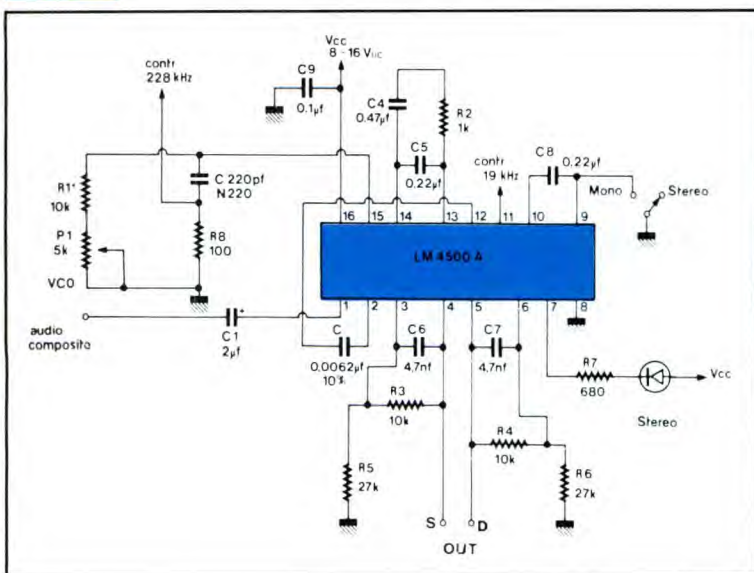 Vcc
8 - 16 VDC
contr
228 kHz
C9
0.1µf
C4
0.47µf
R2
1k
C5
0.22µf
contr
19 kHz
C8
0.22µf
Mono
Stereo
R1*
10k
C 220pf
N220
P1
5k
R8
100
VCO
16 15 14 13 12 11 10 9
LM 4500 A
1 2 3 4 5 6 7 8
audio
composito
C1
2µf
+
C
0,0062µf
10%
C6
4,7nf
C7
4,7nf
R3
10k
R4
10k
R7
680
Vcc
Stereo
R5
27k
R6
27k
S
D
OUT